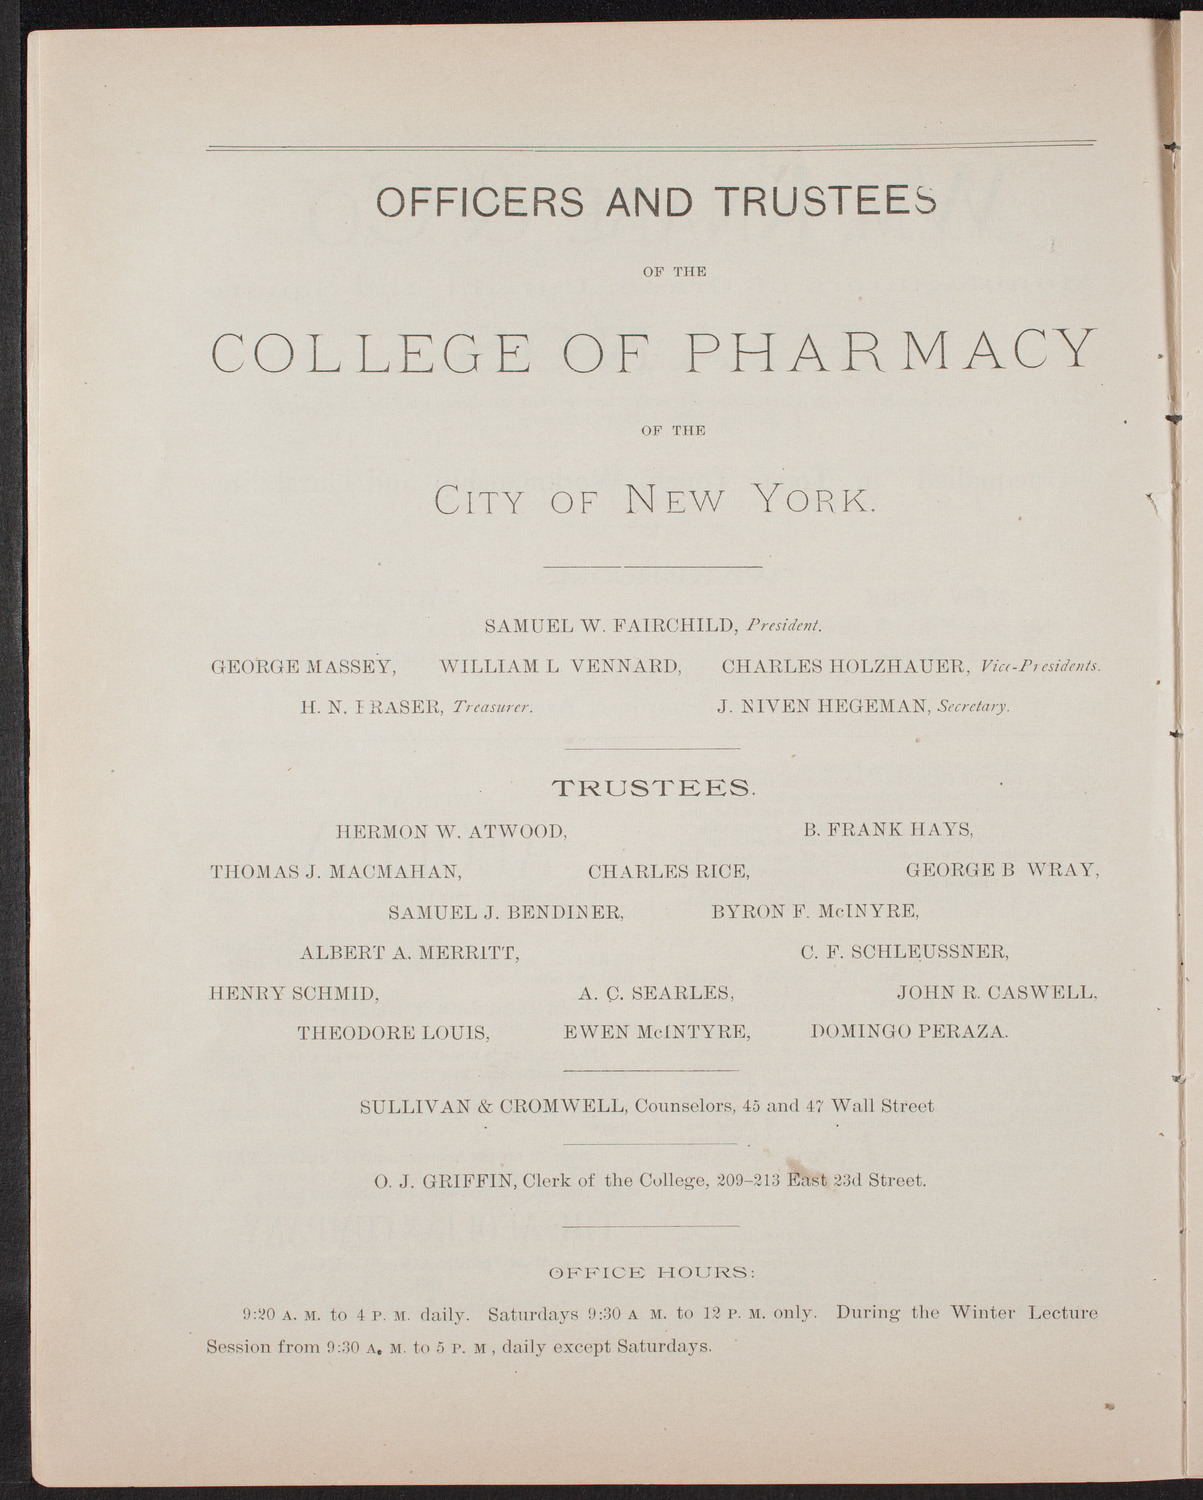 OFFICERS AND TRUSTEES
OF THE
COLLEGE OF PHARMACY
OF THE
CITY OF NEW YORK.
SAMUEL W. FAIRCHILD, President.
GEORGE MASSEY, WILLIAM L VENNARD, CHARLES HOLZHAUER, Vice-Presidents.
H. N. FRASER, Treasurer. J. NIVEN HEGEMAN, Secretary.
TRUSTEES.
HERMON W. ATWOOD, B. FRANK HAYS,
THOMAS J. MACMAHAN, CHARLES RICE, GEORGE B WRAY,
SAMUEL J. BENDINER, BYRON F. McINYRE,
ALBERT A. MERRITT, C. F. SCHLEUSSNER,
HENRY SCHMID, A. C. SEARLES, JOHN R. CASWELL,
THEODORE LOUIS, EWEN McINTYRE, DOMINGO PERAZA.
SULLIVAN & CROMWELL, Counselors, 45 and 47 Wall Street
O. J. GRIFFIN, Clerk of the College, 209–213 East 23d Street.
OFFICE HOURS:
9:20 A. M. to 4 P. M. daily. Saturdays 9:30 A M. to 12 P. M. only. During the Winter Lecture
Session from 9:30 A. M. to 5 P. M , daily except Saturdays.